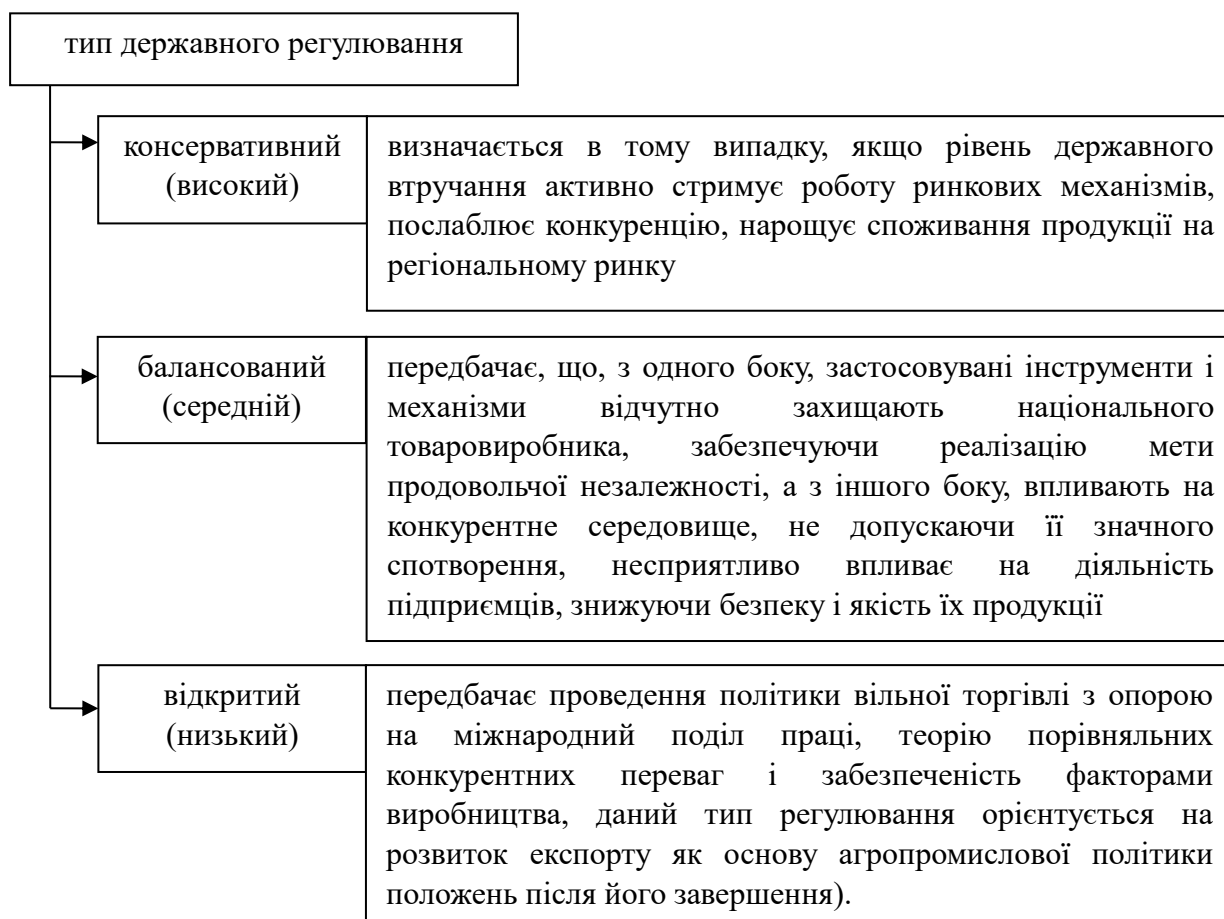 тип державного регулювання
консервативний
(високий)
визначається в тому випадку, якщо рівень державного
втручання активно стримує роботу ринкових механізмів,
послаблює конкуренцію, нарощує споживання продукції на
регіональному ринку
балансований
(середній)
передбачає, що, з одного боку, застосовувані інструменти і
механізми відчутно захищають національного
товаровиробника, забезпечуючи реалізацію мети
продовольчої незалежності, а з іншого боку, впливають на
конкурентне середовище, не допускаючи її значного
спотворення, несприятливо впливає на діяльність
підприємців, знижуючи безпеку і якість їх продукції
відкритий
(низький)
передбачає проведення політики вільної торгівлі з опорою
на міжнародний поділ праці, теорію порівняльних
конкурентних переваг і забезпеченість факторами
виробництва, даний тип регулювання орієнтується на
розвиток експорту як основу агропромислової політики
положень після його завершення).